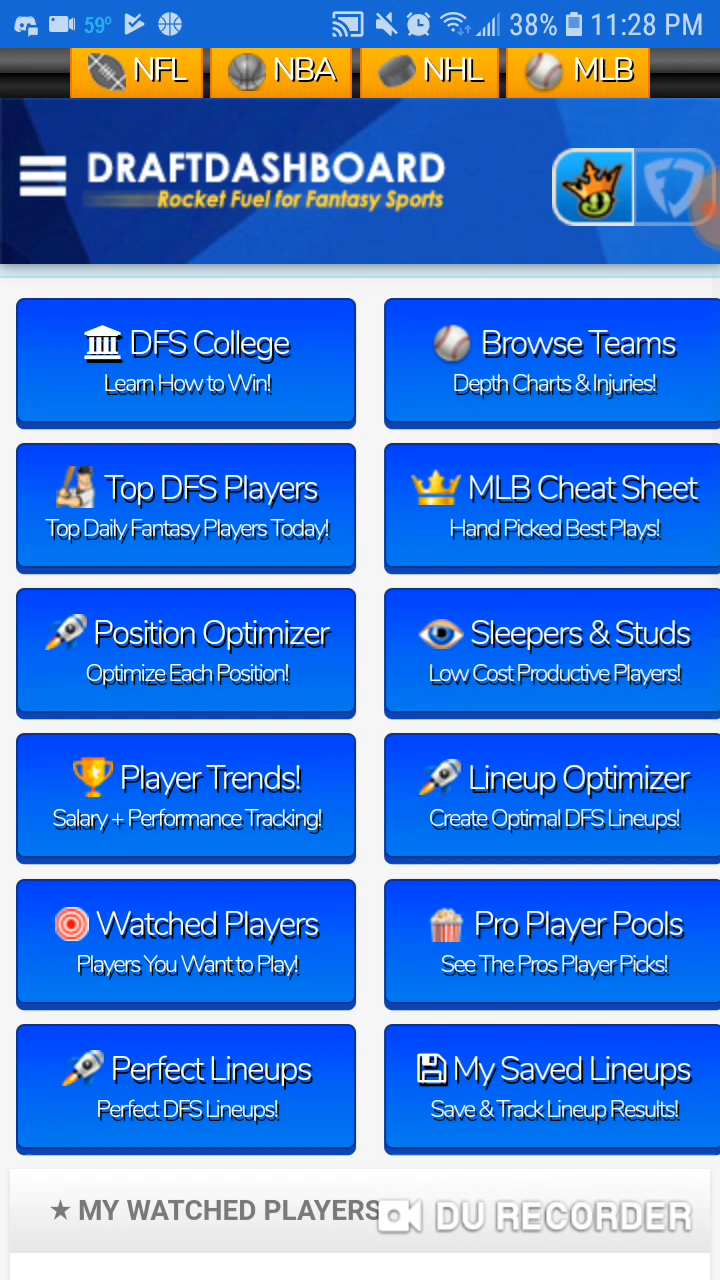 59° 38% 11:28 PM
NFL NBA NHL MLB
DRAFTDASHBOARD
Rocket Fuel for Fantasy Sports
DFS College
Learn How to Win!
Browse Teams
Depth Charts & Injuries!
Top DFS Players
Top Daily Fantasy Players Today!
MLB Cheat Sheet
Hand Picked Best Plays!
Position Optimizer
Optimize Each Position!
Sleepers & Studs
Low Cost Productive Players!
Player Trends!
Salary + Performance Tracking!
Lineup Optimizer
Create Optimal DFS Lineups!
Watched Players
Players You Want to Play!
Pro Player Pools
See The Pros Player Picks!
Perfect Lineups
Perfect DFS Lineups!
My Saved Lineups
Save & Track Lineup Results!
★ MY WATCHED PLAYERS
DU RECORDER